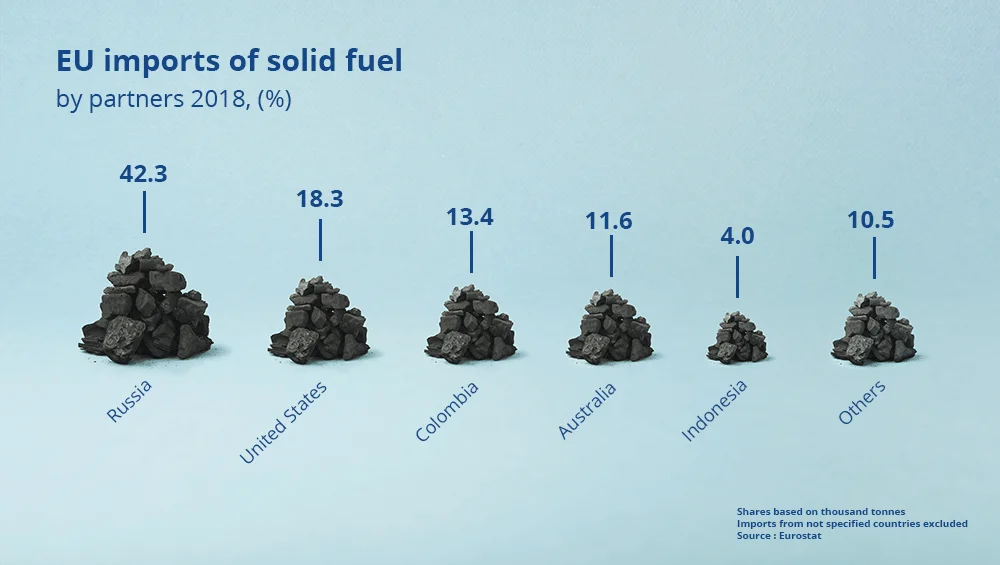 EU imports of solid fuel
by partners 2018, (%)
42.3
18.3
13.4
11.6
4.0
10.5
Russia
United States
Colombia
Australia
Indonesia
Others
Shares based on thousand tonnes
Imports from not specified countries excluded
Source : Eurostat